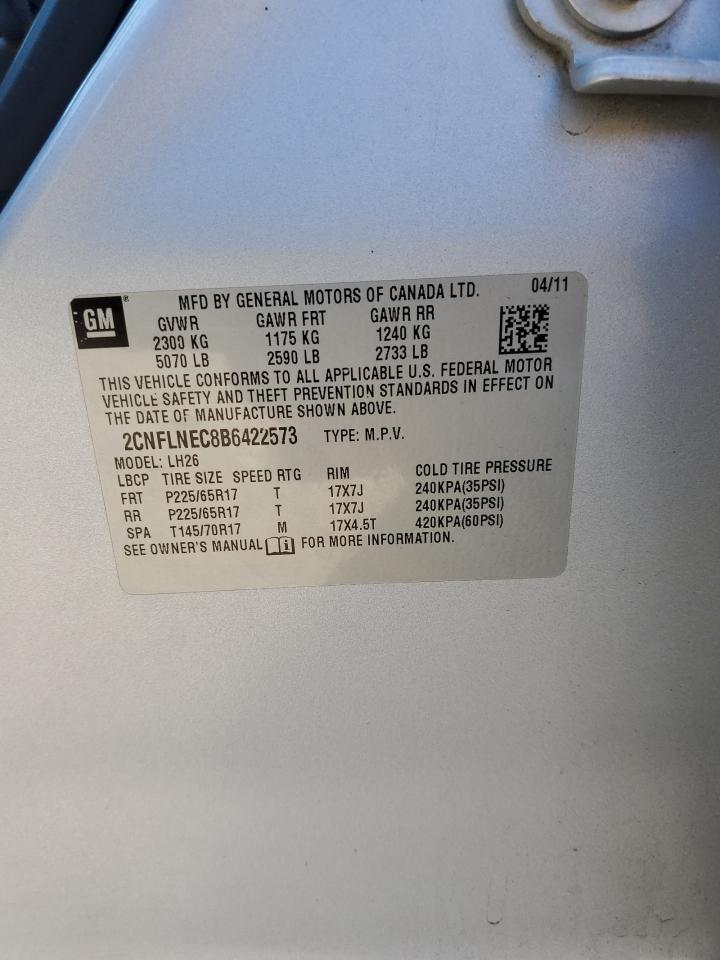 GM®
MFD BY GENERAL MOTORS OF CANADA LTD. 04/11
GVWR GAWR FRT GAWR RR
2300 KG 1175 KG 1240 KG
5070 LB 2590 LB 2733 LB
THIS VEHICLE CONFORMS TO ALL APPLICABLE U.S. FEDERAL MOTOR
VEHICLE SAFETY AND THEFT PREVENTION STANDARDS IN EFFECT ON
THE DATE OF MANUFACTURE SHOWN ABOVE.
2CNFLNEC8B6422573 TYPE: M.P.V.
MODEL: LH26
LBCP TIRE SIZE SPEED RTG RIM COLD TIRE PRESSURE
FRT P225/65R17 T 17X7J 240KPA(35PSI)
RR P225/65R17 T 17X7J 240KPA(35PSI)
SPA T145/70R17 M 17X4.5T 420KPA(60PSI)
SEE OWNER'S MANUAL FOR MORE INFORMATION.